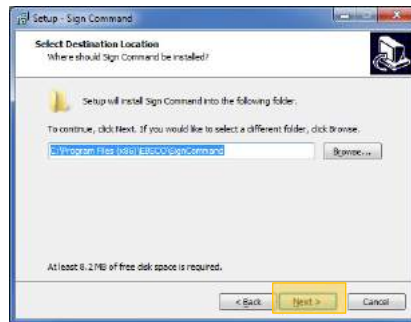 Setup - Sign Command
Select Destination Location
Where should Sign Command be installed?
Setup will install Sign Command into the following folder.
To continue, click Next. If you would like to select a different folder, click Browse.
C:\Program Files (x86)\EBSCO\SignCommand
Browse...
At least 6.2 MB of free disk space is required.
< Back
Next >
Cancel